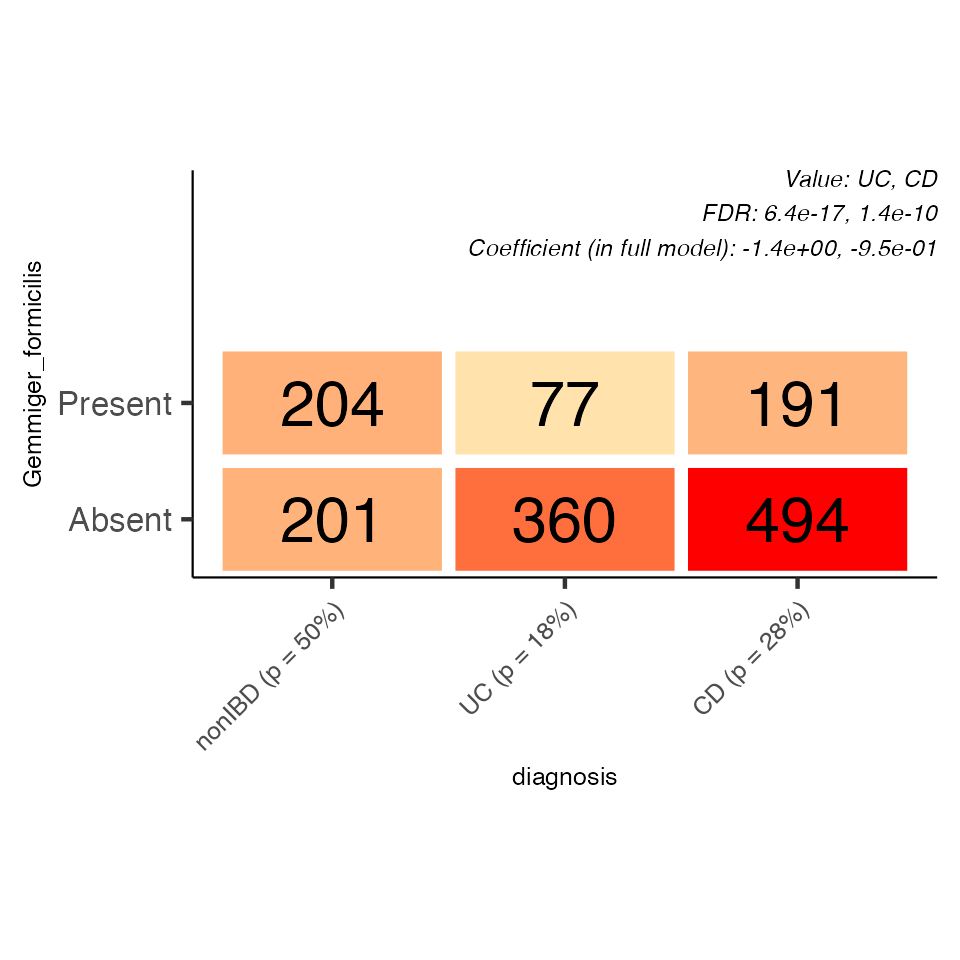 Value: UC, CD
FDR: 6.4e-17, 1.4e-10
Coefficient (in full model): -1.4e+00, -9.5e-01
Gemmiger_formicilis
Present
204
77
191
Absent
201
360
494
nonIBD (p = 50%)
UC (p = 18%)
CD (p = 28%)
diagnosis